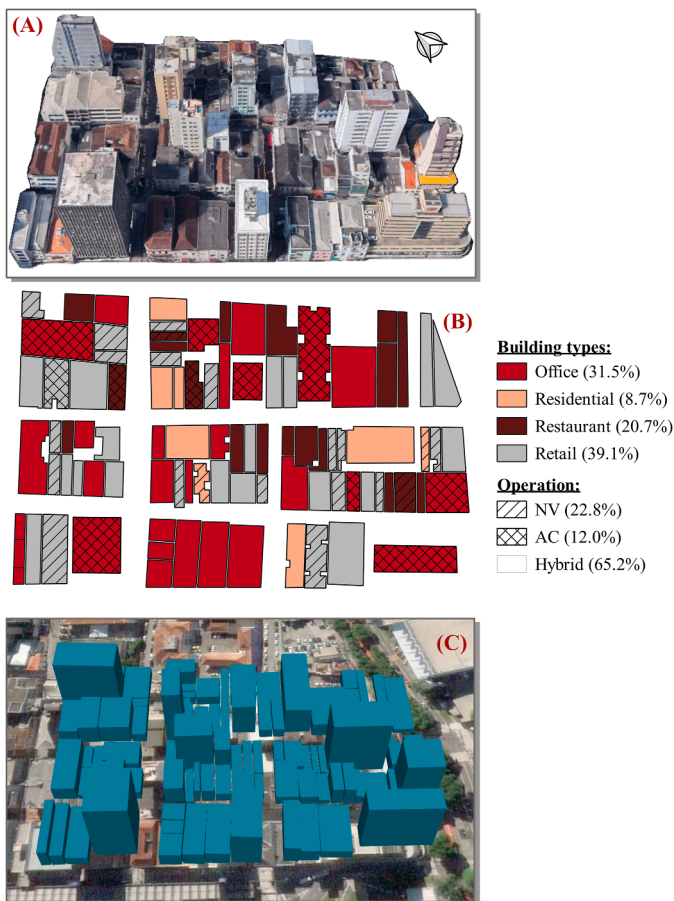 (A)
(B)
Building types:
Office (31.5%)
Residential (8.7%)
Restaurant (20.7%)
Retail (39.1%)
Operation:
NV (22.8%)
AC (12.0%)
Hybrid (65.2%)
(C)